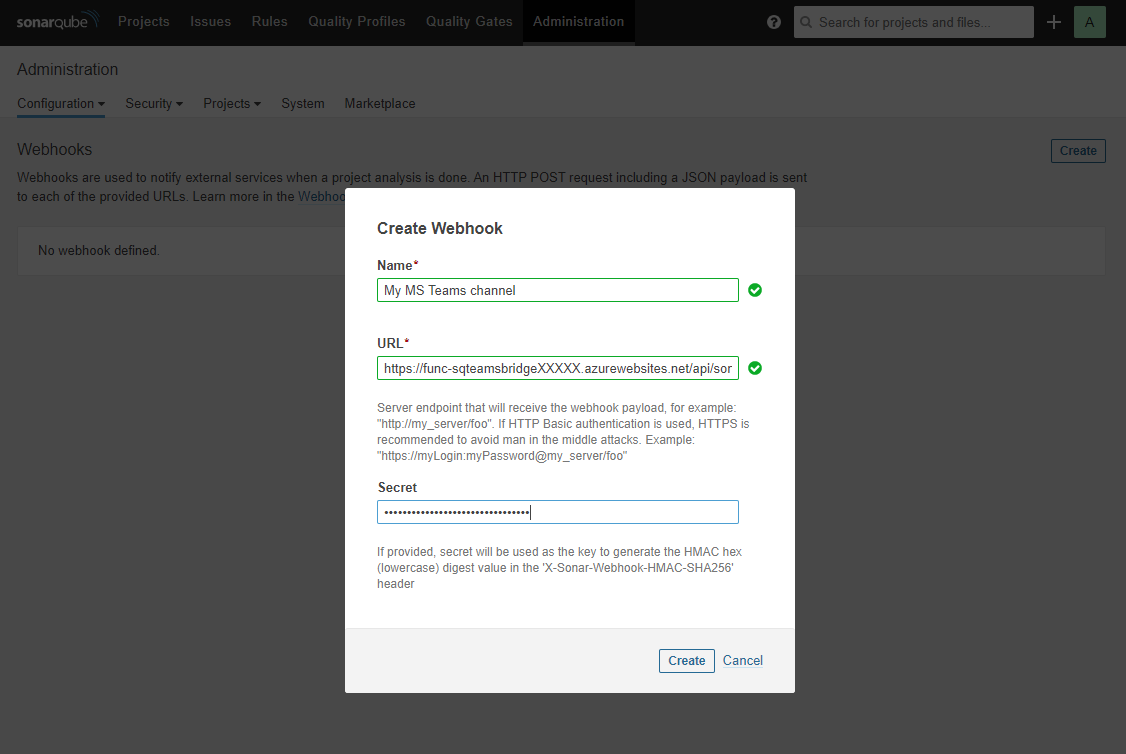 sonarqube Projects Issues Rules Quality Profiles Quality Gates Administration ? Search for projects and files... + A
Administration
Configuration Security Projects System Marketplace
Webhooks
Create
Webhooks are used to notify external services when a project analysis is done. An HTTP POST request including a JSON payload is sent
to each of the provided URLs. Learn more in the Webhoo
No webhook defined.
Create Webhook
Name*
My MS Teams channel
URL*
https://func-sqteamsbridgeXXXXX.azurewebsites.net/api/sor
Server endpoint that will receive the webhook payload, for example:
"http://my_server/foo". If HTTP Basic authentication is used, HTTPS is
recommended to avoid man in the middle attacks. Example:
"https://myLogin:myPassword@my_server/foo"
Secret
If provided, secret will be used as the key to generate the HMAC hex
(lowercase) digest value in the 'X-Sonar-Webhook-HMAC-SHA256'
header
Create Cancel